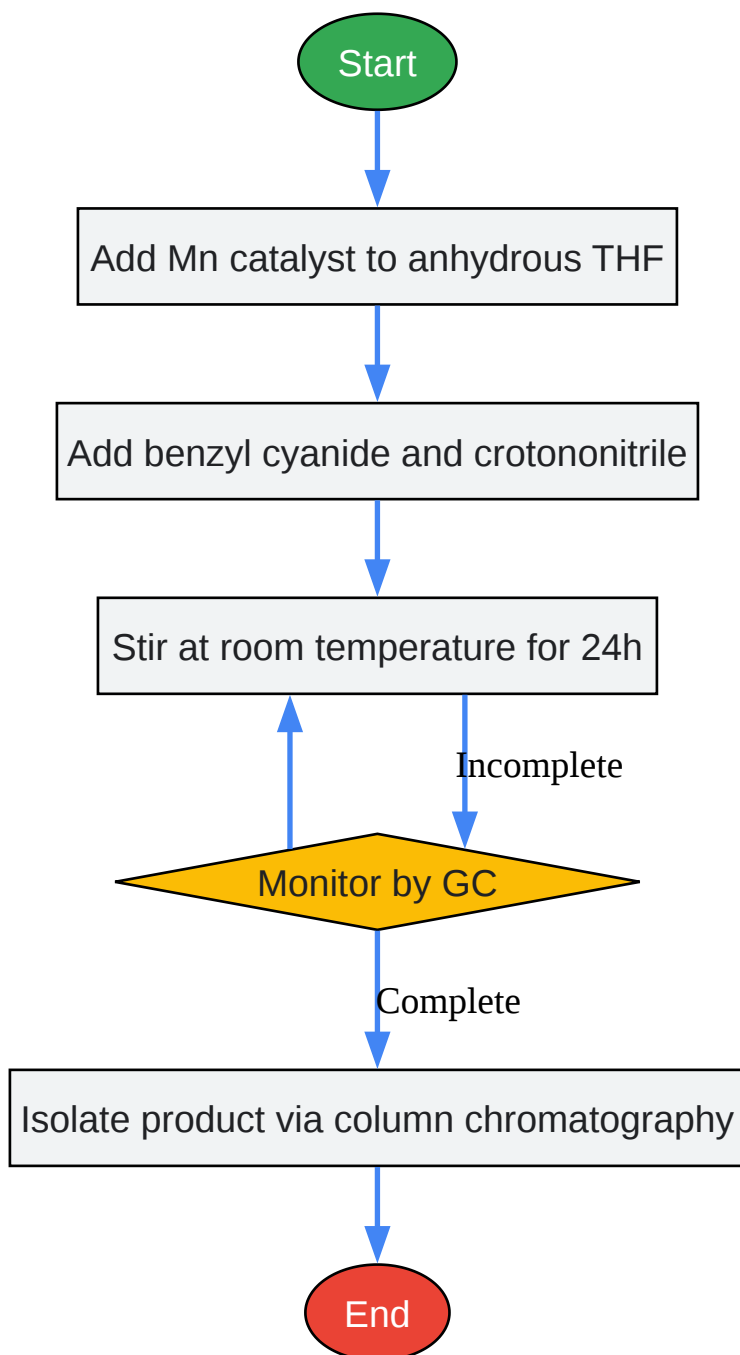 Start
Add Mn catalyst to anhydrous THF
Add benzyl cyanide and crotononitrile
Stir at room temperature for 24h
Incomplete
Monitor by GC
Complete
Isolate product via column chromatography
End